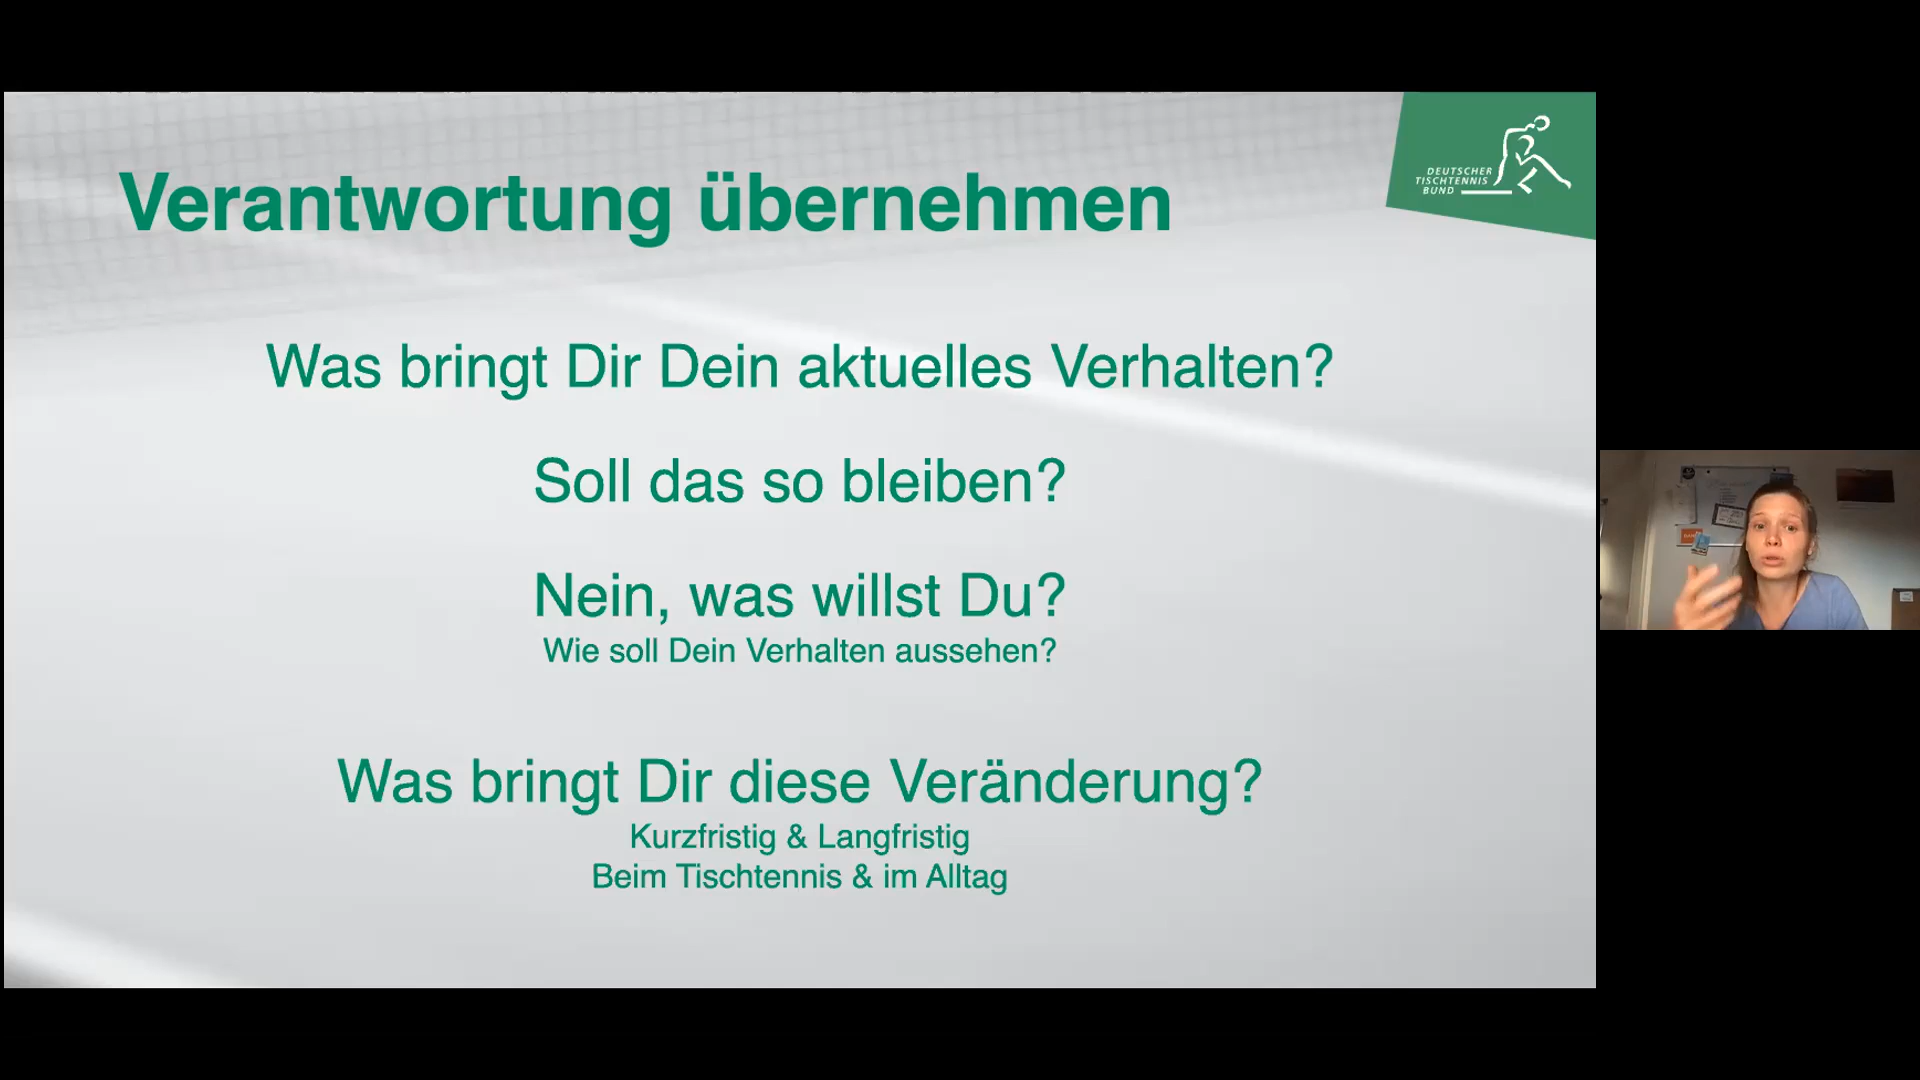 Verantwortung übernehmen
DEUTSCHER
TISCHTENNIS
BUND
Was bringt Dir Dein aktuelles Verhalten?
Soll das so bleiben?
Nein, was willst Du?
Wie soll Dein Verhalten aussehen?
Was bringt Dir diese Veränderung?
Kurzfristig & Langfristig
Beim Tischtennis & im Alltag